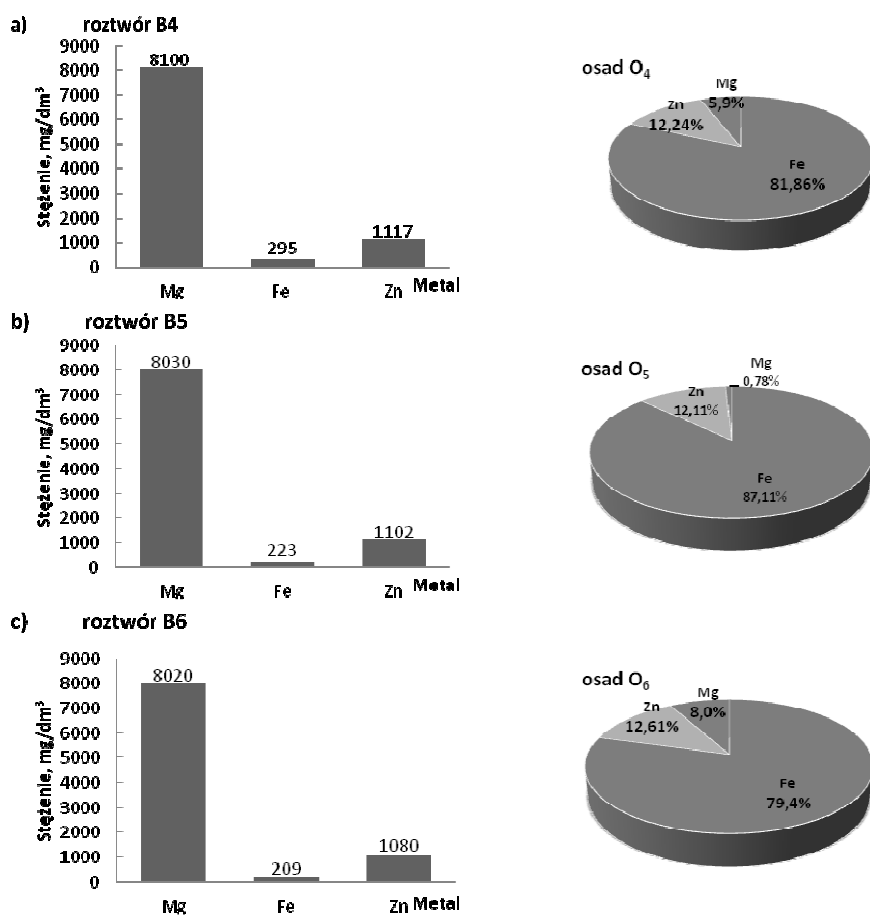 a) roztwór B4
Stężenie, mg/dm³
9000
8000
7000
6000
5000
4000
3000
2000
1000
0
8100
295
1117
Mg Fe Zn Metal
osad O₄
Mg
5,9%
Zn
12,24%
Fe
81,86%
b) roztwór B5
Stężenie, mg/dm³
9000
8000
7000
6000
5000
4000
3000
2000
1000
0
8030
223
1102
Mg Fe Zn Metal
osad O₅
Mg
0,78%
Zn
12,11%
Fe
87,11%
c) roztwór B6
Stężenie, mg/dm³
9000
8000
7000
6000
5000
4000
3000
2000
1000
0
8020
209
1080
Mg Fe Zn Metal
osad O₆
Mg
8,0%
Zn
12,61%
Fe
79,4%